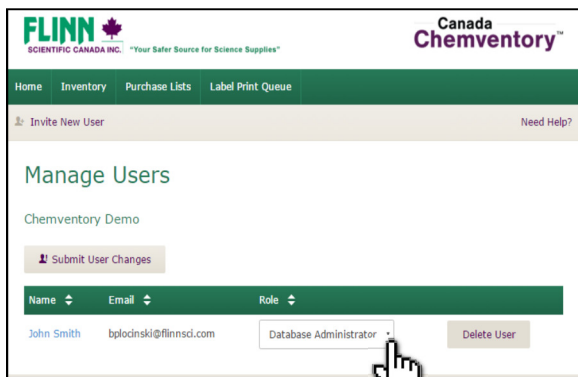 FLINN
SCIENTIFIC CANADA INC. "Your Safer Source for Science Supplies"
Canada
Chemventory™
Home Inventory Purchase Lists Label Print Queue
Invite New User Need Help?
Manage Users
Chemventory Demo
Submit User Changes
Name Email Role
John Smith bplocinski@flinnsci.com Database Administrator Delete User